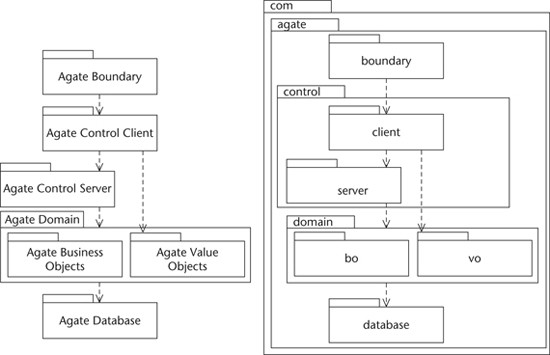 Agate Boundary
Agate Control Client
Agate Control Server
Agate Domain
Agate Business
Objects
Agate Value
Objects
Agate Database
com
agate
boundary
control
client
server
domain
bo
vo
database